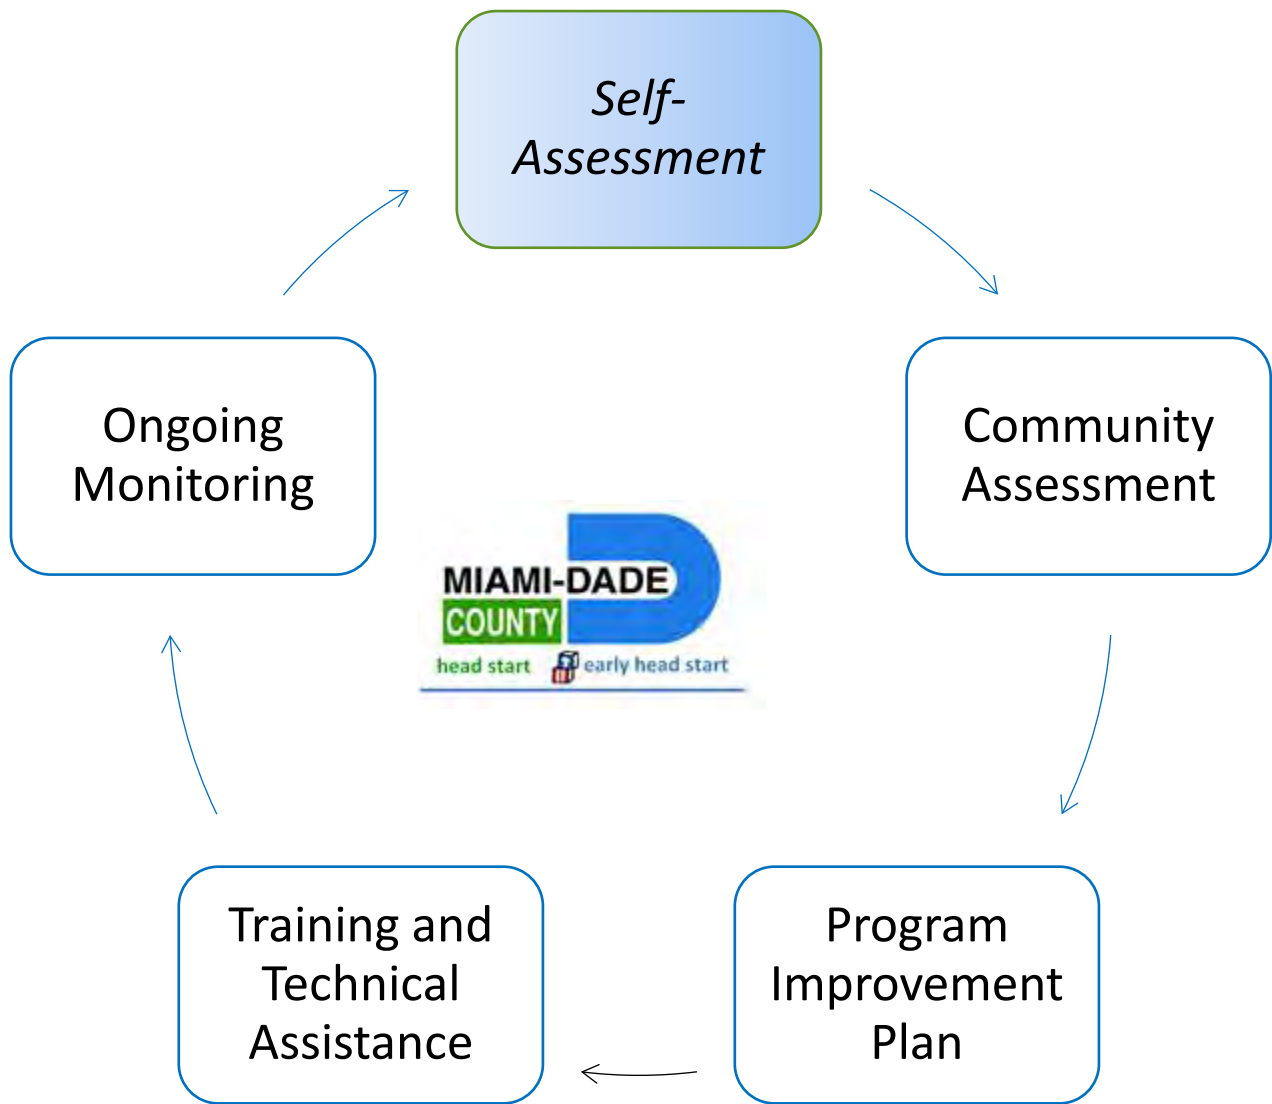 Self-
Assessment
Community
Assessment
Program
Improvement
Plan
Training and
Technical
Assistance
Ongoing
Monitoring
MIAMI-DADE
COUNTY
head start early head start